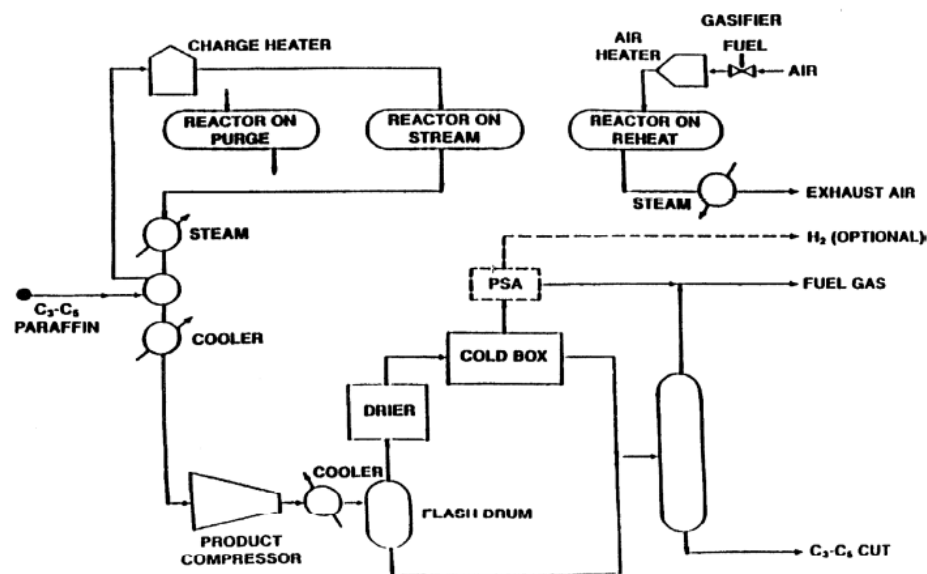 GASIFIER
CHARGE HEATER
AIR
HEATER
FUEL
AIR
REACTOR ON
PURGE
REACTOR ON
STREAM
REACTOR ON
REHEAT
STEAM
EXHAUST AIR
STEAM
H₂ (OPTIONAL)
PSA
FUEL GAS
C₃-C₅
PARAFFIN
COOLER
COLD BOX
DRIER
COOLER
FLASH DRUM
PRODUCT
COMPRESSOR
C₃-C₅ CUT